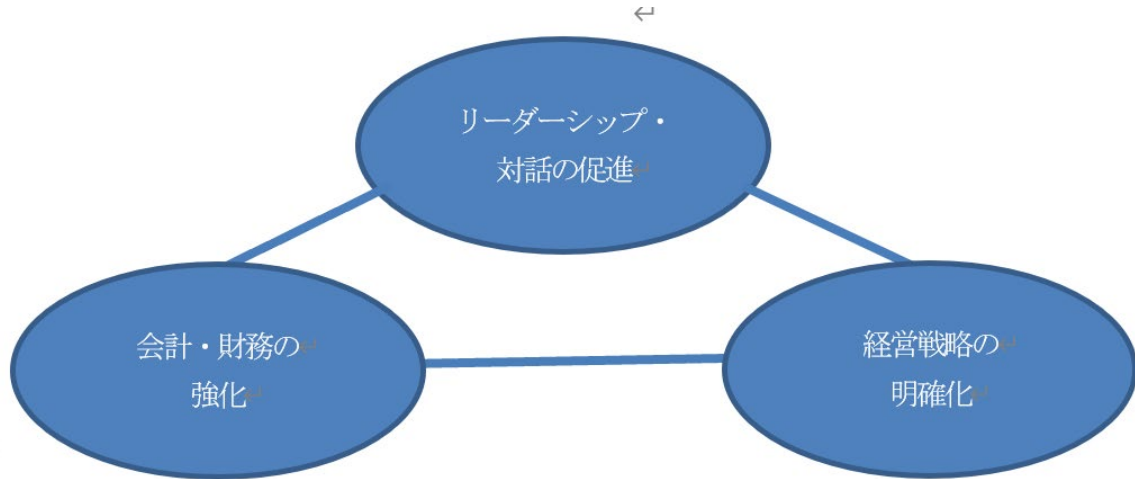 リーダーシップ・
対話の促進
会計・財務の
強化
経営戦略の
明確化